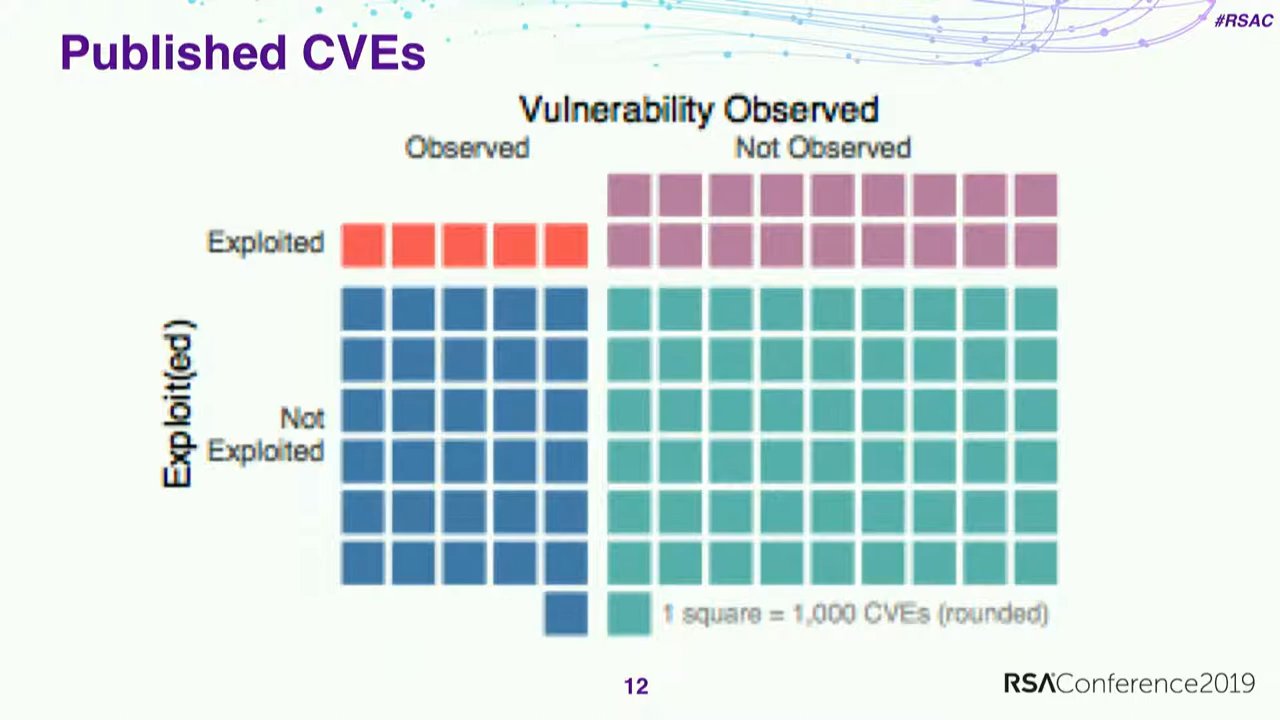 #RSAC
Published CVEs
Vulnerability Observed
Observed
Not Observed
Exploited
Exploit(ed)
Not
Exploited
1 square = 1,000 CVEs (rounded)
12
RSAConference2019